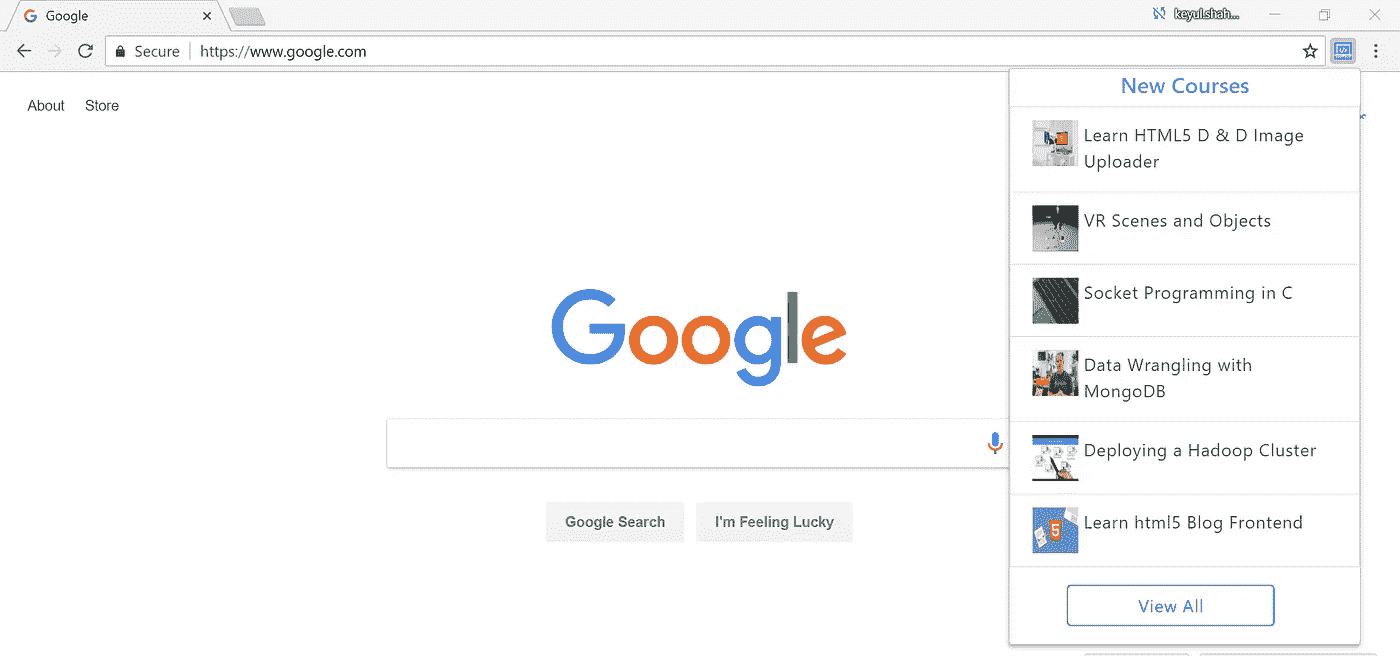 Google
keyul.shah...
Secure
https://www.google.com
About
Store
Google
Google Search
I'm Feeling Lucky
New Courses
Learn HTML5 D & D Image
Uploader
VR Scenes and Objects
Socket Programming in C
Data Wrangling with
MongoDB
Deploying a Hadoop Cluster
Learn html5 Blog Frontend
View All